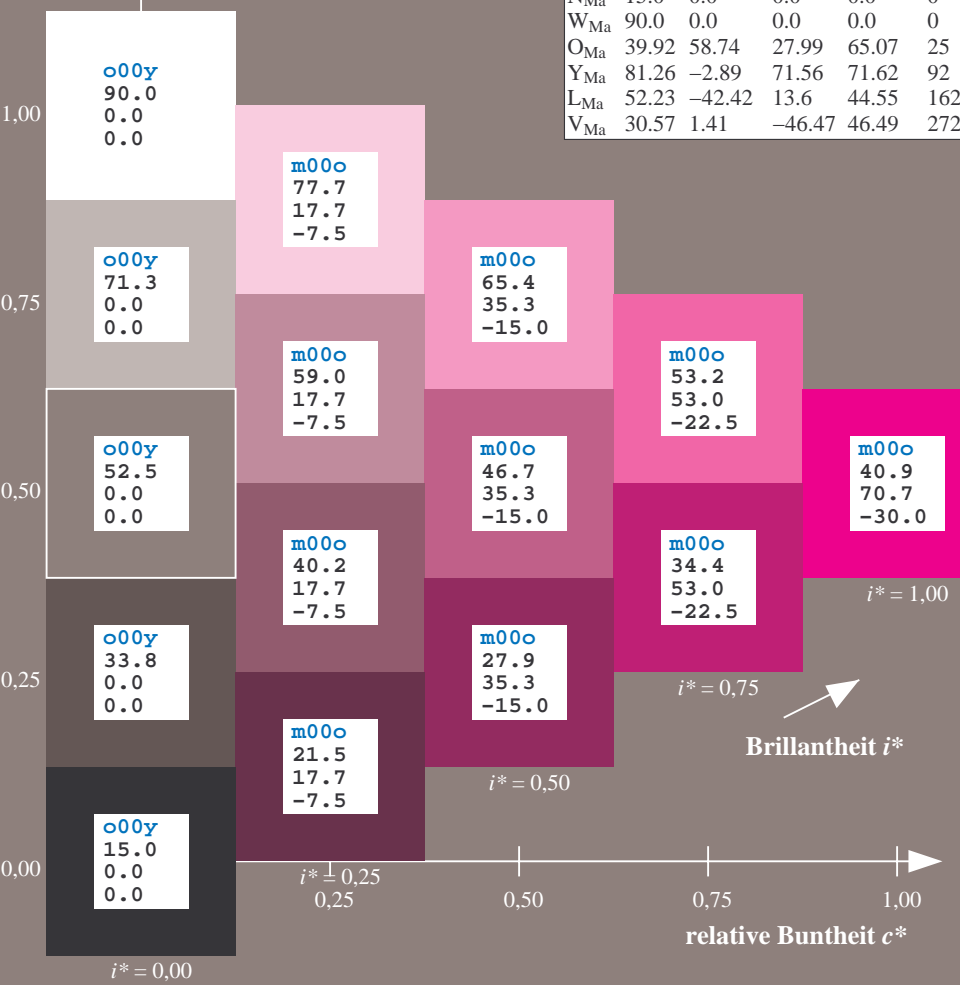 W_Ma 90.0 0.0 0.0 0.0 0
O_Ma 39.92 58.74 27.99 65.07 25
Y_Ma 81.26 −2.89 71.56 71.62 92
L_Ma 52.23 −42.42 13.6 44.55 162
V_Ma 30.57 1.41 −46.47 46.49 272
o00y
90.0
0.0
0.0
1,00
m00o
77.7
17.7
-7.5
o00y
71.3
0.0
0.0
m00o
65.4
35.3
-15.0
0,75
m00o
59.0
17.7
-7.5
m00o
53.2
53.0
-22.5
o00y
52.5
0.0
0.0
m00o
46.7
35.3
-15.0
m00o
40.9
70.7
-30.0
0,50
m00o
40.2
17.7
-7.5
m00o
34.4
53.0
-22.5
i* = 1,00
o00y
33.8
0.0
0.0
m00o
27.9
35.3
-15.0
0,25
i* = 0,75
m00o
21.5
17.7
-7.5
Brillantheit i*
i* = 0,50
o00y
15.0
0.0
0.0
0,00
i* = 0,25
0,25 0,50 0,75 1,00
relative Buntheit c*
i* = 0,00